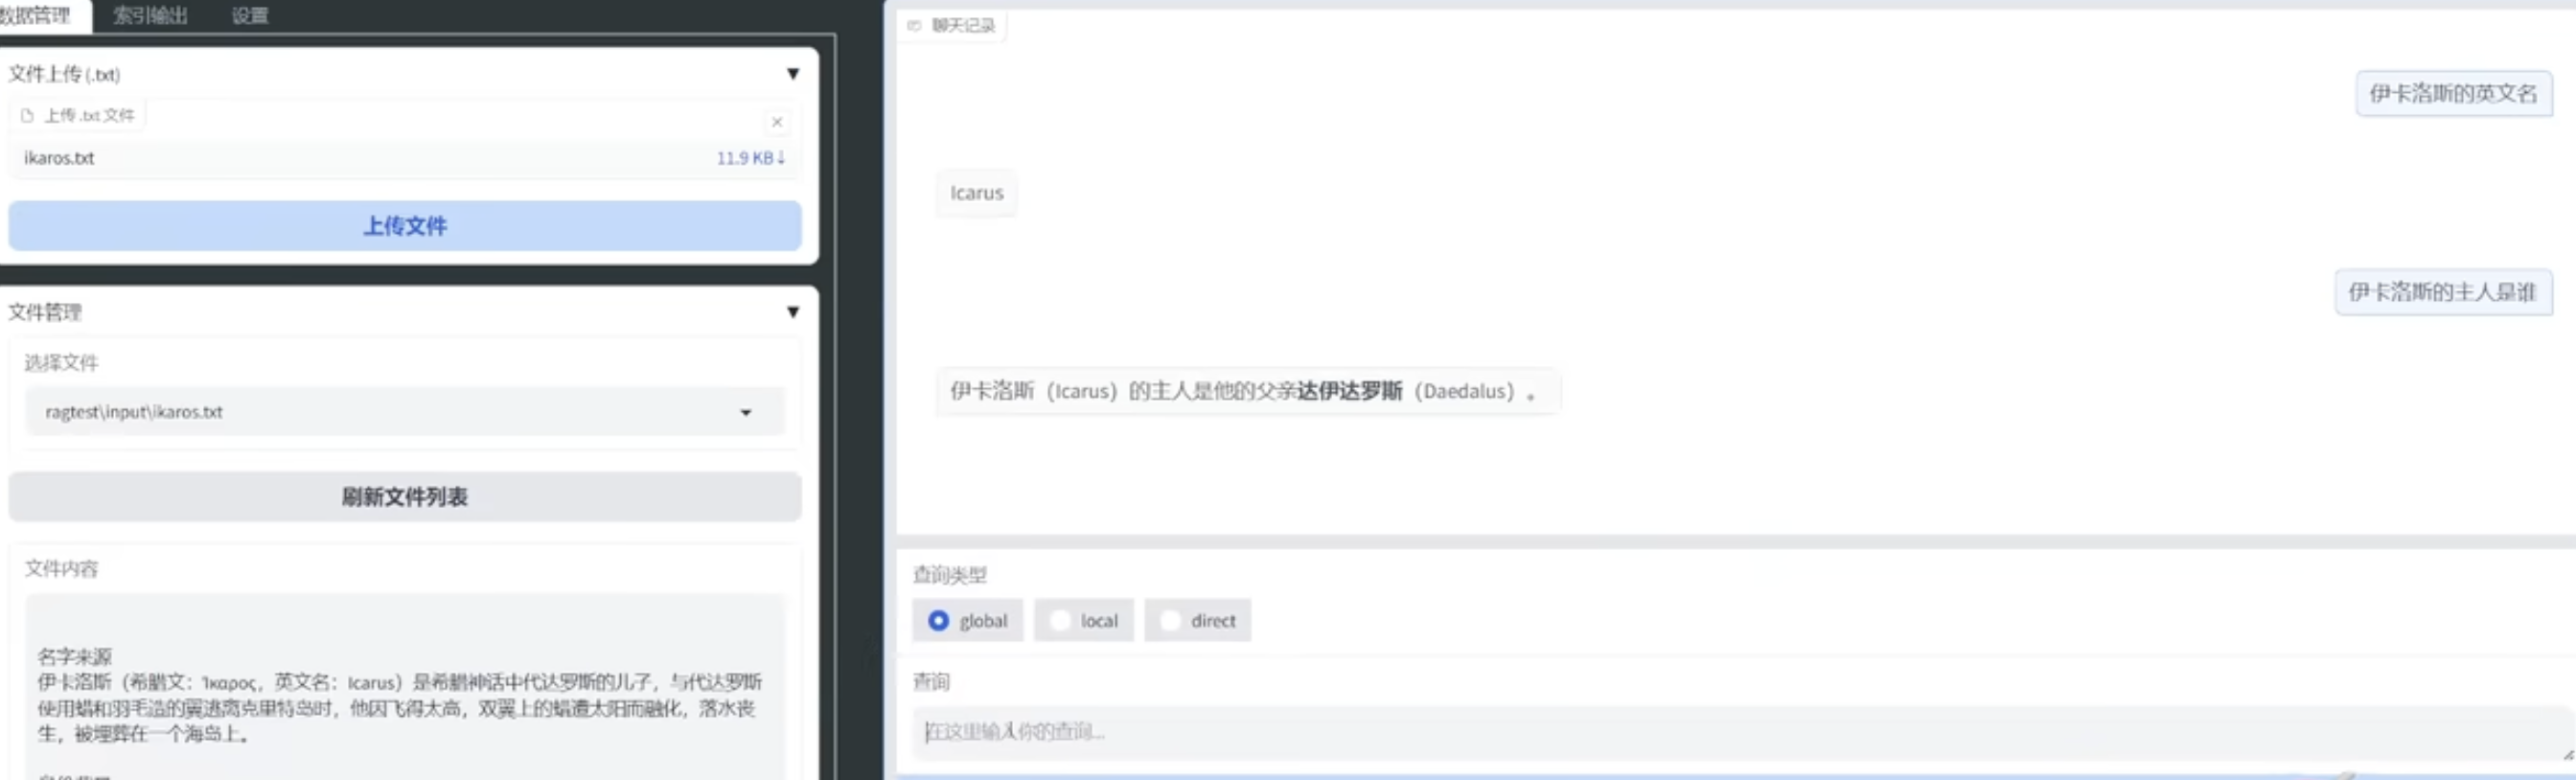 数据管理 索引输出 设置
文件上传 (.txt)
上传 .txt 文件
ikaros.txt 11.9 KB↓
上传文件
文件管理
选择文件
ragtest\input\ikaros.txt
刷新文件列表
文件内容
名字来源
伊卡洛斯（希腊文：Ἴκαρος，英文名：Icarus）是希腊神话中代达罗斯的儿子，与代达罗斯
使用蜡和羽毛造的翼逃离克里特岛时，他因飞得太高，双翼上的蜡遭太阳而融化，落水丧
生，被埋葬在一个海岛上。
聊天记录
伊卡洛斯的英文名
Icarus
伊卡洛斯的主人是谁
伊卡洛斯（Icarus）的主人是他的父亲达伊达罗斯（Daedalus）。
查询类型
global local direct
查询
在这里输入你的查询...